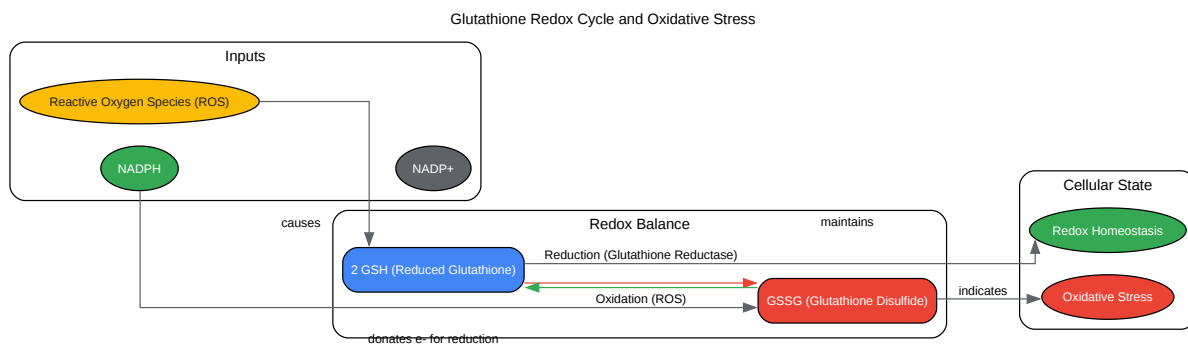 Glutathione Redox Cycle and Oxidative Stress
Inputs
Reactive Oxygen Species (ROS)
NADPH
NADP+
Cellular State
causes
Redox Balance
maintains
Redox Homeostasis
Reduction (Glutathione Reductase)
2 GSH (Reduced Glutathione)
Oxidation (ROS)
GSSG (Glutathione Disulfide)
indicates
Oxidative Stress
donates e- for reduction